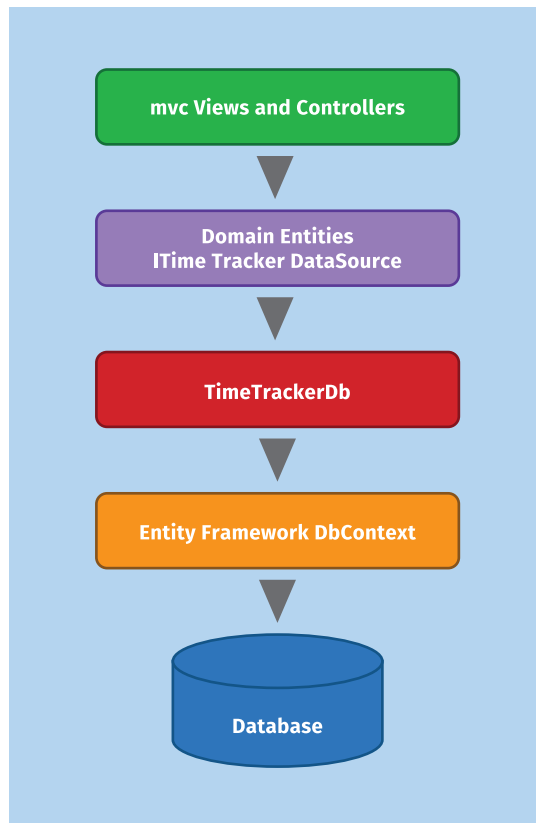 mvc Views and Controllers
Domain Entities
ITime Tracker DataSource
TimeTrackerDb
Entity Framework DbContext
Database